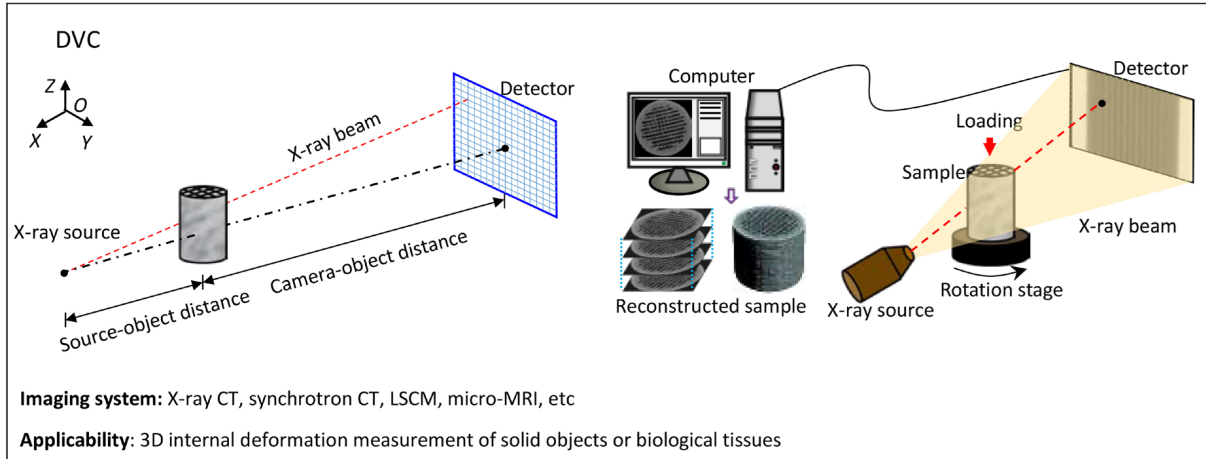 DVC
Z
O
X
Y
Detector
X-ray beam
X-ray source
Camera-object distance
Source-object distance
Computer
Detector
Loading
Sample
X-ray beam
Rotation stage
Reconstructed sample
X-ray source
Imaging system: X-ray CT, synchrotron CT, LSCM, micro-MRI, etc
Applicability: 3D internal deformation measurement of solid objects or biological tissues